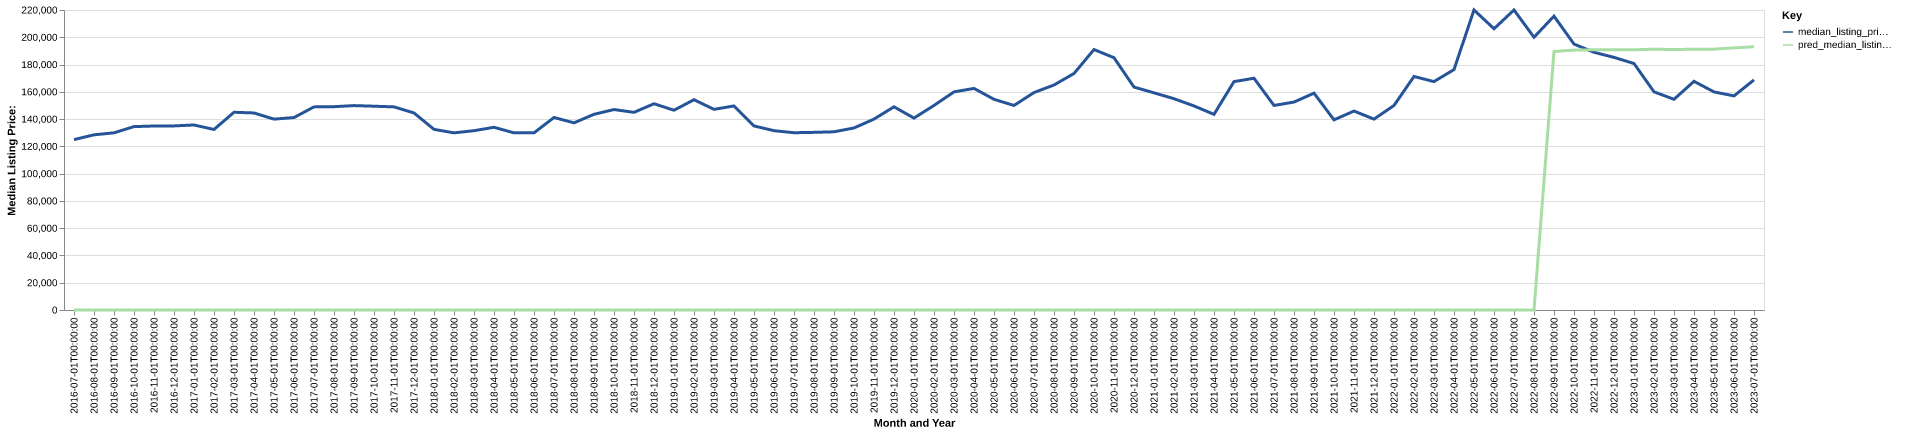 220,000
200,000
180,000
160,000
140,000
120,000
100,000
80,000
60,000
40,000
20,000
0
Median Listing Price:
2016-07-01T00:00:00
2016-08-01T00:00:00
2016-09-01T00:00:00
2016-10-01T00:00:00
2016-11-01T00:00:00
2016-12-01T00:00:00
2017-01-01T00:00:00
2017-02-01T00:00:00
2017-03-01T00:00:00
2017-04-01T00:00:00
2017-05-01T00:00:00
2017-06-01T00:00:00
2017-07-01T00:00:00
2017-08-01T00:00:00
2017-09-01T00:00:00
2017-10-01T00:00:00
2017-11-01T00:00:00
2017-12-01T00:00:00
2018-01-01T00:00:00
2018-02-01T00:00:00
2018-03-01T00:00:00
2018-04-01T00:00:00
2018-05-01T00:00:00
2018-06-01T00:00:00
2018-07-01T00:00:00
2018-08-01T00:00:00
2018-09-01T00:00:00
2018-10-01T00:00:00
2018-11-01T00:00:00
2018-12-01T00:00:00
2019-01-01T00:00:00
2019-02-01T00:00:00
2019-03-01T00:00:00
2019-04-01T00:00:00
2019-05-01T00:00:00
2019-06-01T00:00:00
2019-07-01T00:00:00
2019-08-01T00:00:00
2019-09-01T00:00:00
2019-10-01T00:00:00
2019-11-01T00:00:00
2019-12-01T00:00:00
2020-01-01T00:00:00
2020-02-01T00:00:00
2020-03-01T00:00:00
2020-04-01T00:00:00
2020-05-01T00:00:00
2020-06-01T00:00:00
2020-07-01T00:00:00
2020-08-01T00:00:00
2020-09-01T00:00:00
2020-10-01T00:00:00
2020-11-01T00:00:00
2020-12-01T00:00:00
2021-01-01T00:00:00
2021-02-01T00:00:00
2021-03-01T00:00:00
2021-04-01T00:00:00
2021-05-01T00:00:00
2021-06-01T00:00:00
2021-07-01T00:00:00
2021-08-01T00:00:00
2021-09-01T00:00:00
2021-10-01T00:00:00
2021-11-01T00:00:00
2021-12-01T00:00:00
2022-01-01T00:00:00
2022-02-01T00:00:00
2022-03-01T00:00:00
2022-04-01T00:00:00
2022-05-01T00:00:00
2022-06-01T00:00:00
2022-07-01T00:00:00
2022-08-01T00:00:00
2022-09-01T00:00:00
2022-10-01T00:00:00
2022-11-01T00:00:00
2022-12-01T00:00:00
2023-01-01T00:00:00
2023-02-01T00:00:00
2023-03-01T00:00:00
2023-04-01T00:00:00
2023-05-01T00:00:00
2023-06-01T00:00:00
2023-07-01T00:00:00
Month and Year
Key
median_listing_pri…
pred_median_listin…